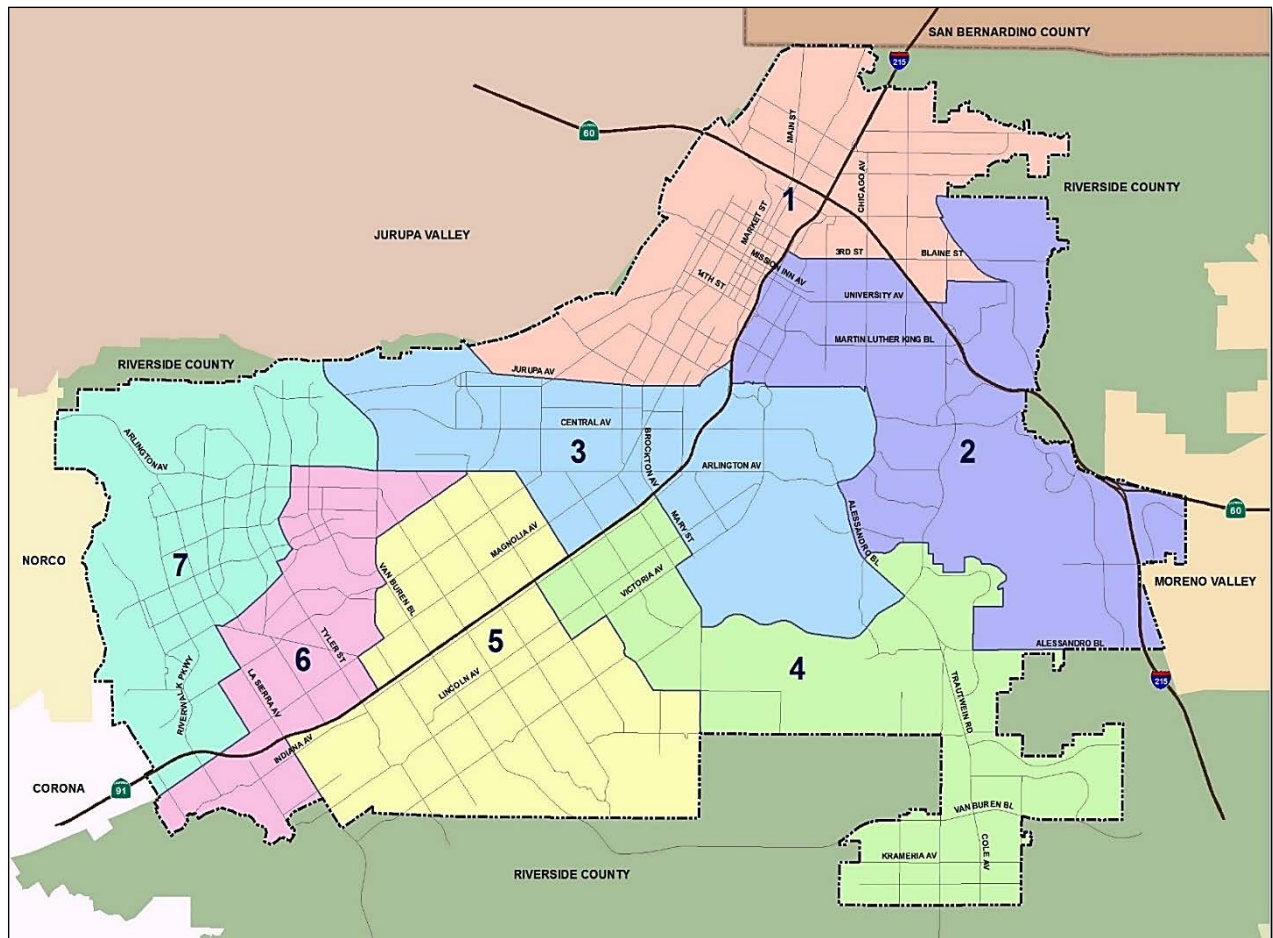 SAN BERNARDINO COUNTY
215
60
MAIN ST
CHICAGO AV
RIVERSIDE COUNTY
1
MARKET ST
JURUPA VALLEY
3RD ST
BLAINE ST
MISSION INN AV
14TH ST
UNIVERSITY AV
MARTIN LUTHER KING BL
RIVERSIDE COUNTY
JURUPA AV
CENTRAL AV
ARLINGTON AV
BROCKTON AV
3
2
ARLINGTON AV
60
MAGNOLIA AV
MARY ST
ALESSANDRO BL
NORCO
7
VAN BUREN BL
VICTORIA AV
MORENO VALLEY
5
TYLER ST
ALESSANDRO BL
6
4
LA SIERRA AV
RIVERWALK PKWY
LINCOLN AV
TRAUTWEIN RD
215
INDIANA AV
CORONA
91
VAN BUREN BL
COLE AV
KRAMERIA AV
RIVERSIDE COUNTY